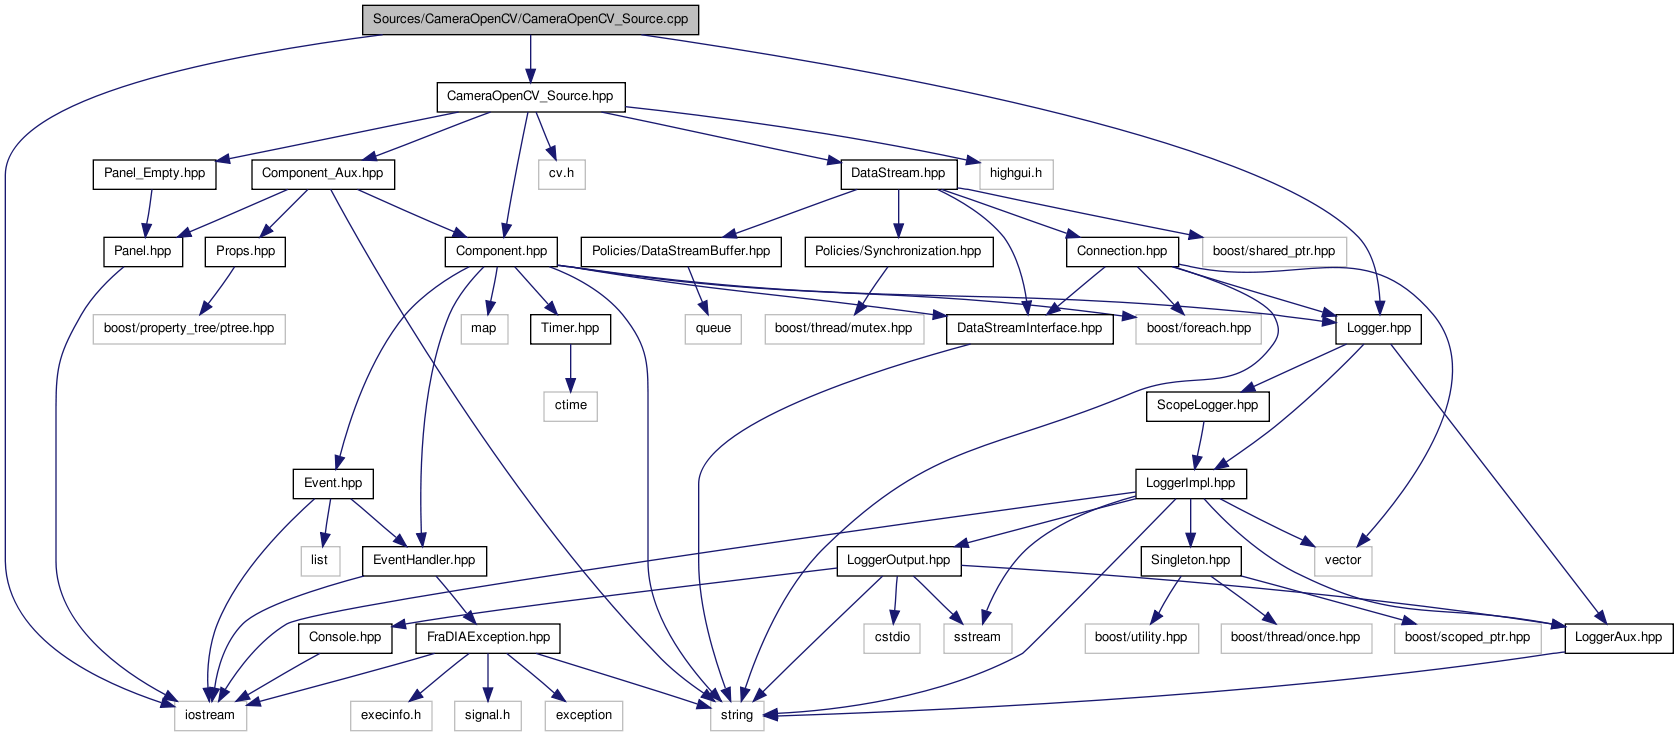 Sources/CameraOpenCV/CameraOpenCV_Source.cpp
CameraOpenCV_Source.hpp
Panel_Empty.hpp
Component_Aux.hpp
cv.h
DataStream.hpp
highgui.h
Panel.hpp
Props.hpp
Component.hpp
Policies/DataStreamBuffer.hpp
Policies/Synchronization.hpp
Connection.hpp
boost/shared_ptr.hpp
boost/property_tree/ptree.hpp
map
Timer.hpp
queue
boost/thread/mutex.hpp
DataStreamInterface.hpp
boost/foreach.hpp
Logger.hpp
ctime
ScopeLogger.hpp
Event.hpp
LoggerImpl.hpp
list
EventHandler.hpp
LoggerOutput.hpp
Singleton.hpp
vector
Console.hpp
FraDIAException.hpp
cstdio
sstream
boost/utility.hpp
boost/thread/once.hpp
boost/scoped_ptr.hpp
LoggerAux.hpp
iostream
execinfo.h
signal.h
exception
string